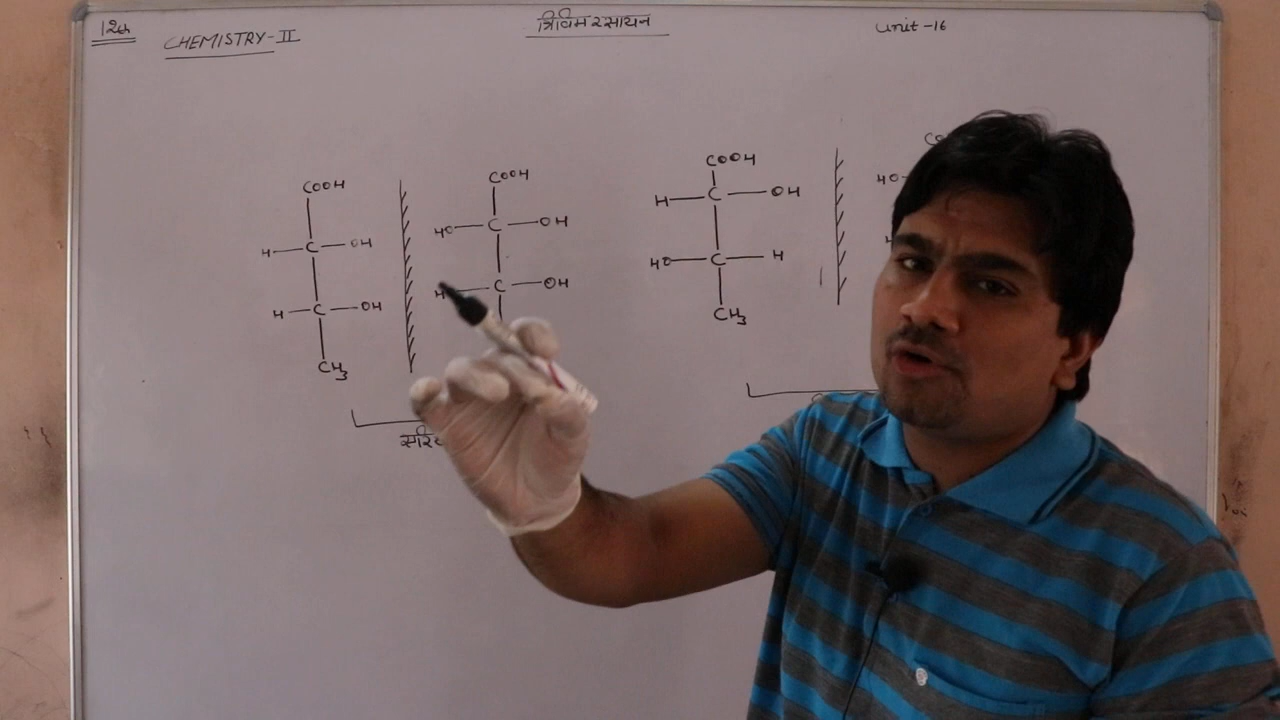 12th
CHEMISTRY-II
त्रिविम रसायन
Unit-16
COOH
H—C—OH
H—C—OH
CH3
COOH
HO—C—OH
H—C—OH
COOH
H—C—OH
HO—C—H
CH3
HO